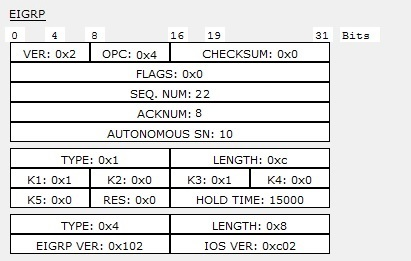 EIGRP
0 4 8 16 19 31 Bits
VER: 0x2 OPC: 0x4 CHECKSUM: 0x0
FLAGS: 0x0
SEQ. NUM: 22
ACKNUM: 8
AUTONOMOUS SN: 10
TYPE: 0x1 LENGTH: 0xc
K1: 0x1 K2: 0x0 K3: 0x1 K4: 0x0
K5: 0x0 RES: 0x0 HOLD TIME: 15000
TYPE: 0x4 LENGTH: 0x8
EIGRP VER: 0x102 IOS VER: 0xc02